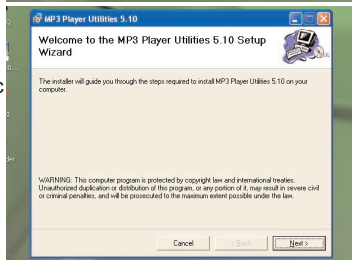 MP3 Player Utilities 5.10
Welcome to the MP3 Player Utilities 5.10 Setup
Wizard
The installer will guide you through the steps required to install MP3 Player Utilities 5.10 on your
computer.
WARNING: This computer program is protected by copyright law and international treaties.
Unauthorized duplication or distribution of this program, or any portion of it, may result in severe civil
or criminal penalties, and will be prosecuted to the maximum extent possible under the law.
Cancel
< Back
Next >